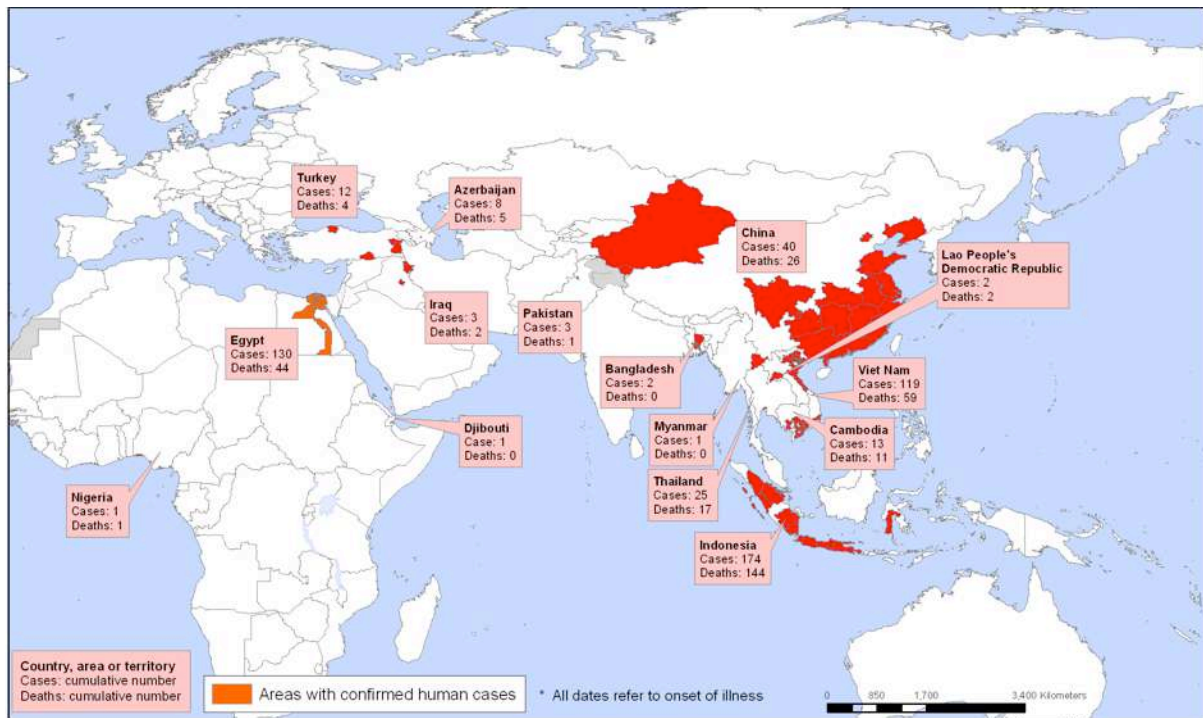 Turkey
Cases: 12
Deaths: 4
Azerbaijan
Cases: 8
Deaths: 5
China
Cases: 40
Deaths: 26
Lao People's
Democratic Republic
Cases: 2
Deaths: 2
Iraq
Cases: 3
Deaths: 2
Pakistan
Cases: 3
Deaths: 1
Egypt
Cases: 130
Deaths: 44
Bangladesh
Cases: 2
Deaths: 0
Viet Nam
Cases: 119
Deaths: 59
Djibouti
Case: 1
Deaths: 0
Myanmar
Cases: 1
Deaths: 0
Cambodia
Cases: 13
Deaths: 11
Nigeria
Cases: 1
Deaths: 1
Thailand
Cases: 25
Deaths: 17
Indonesia
Cases: 174
Deaths: 144
Country, area or territory
Cases: cumulative number
Deaths: cumulative number
Areas with confirmed human cases
* All dates refer to onset of illness
0 850 1,700 3,400 Kilometers